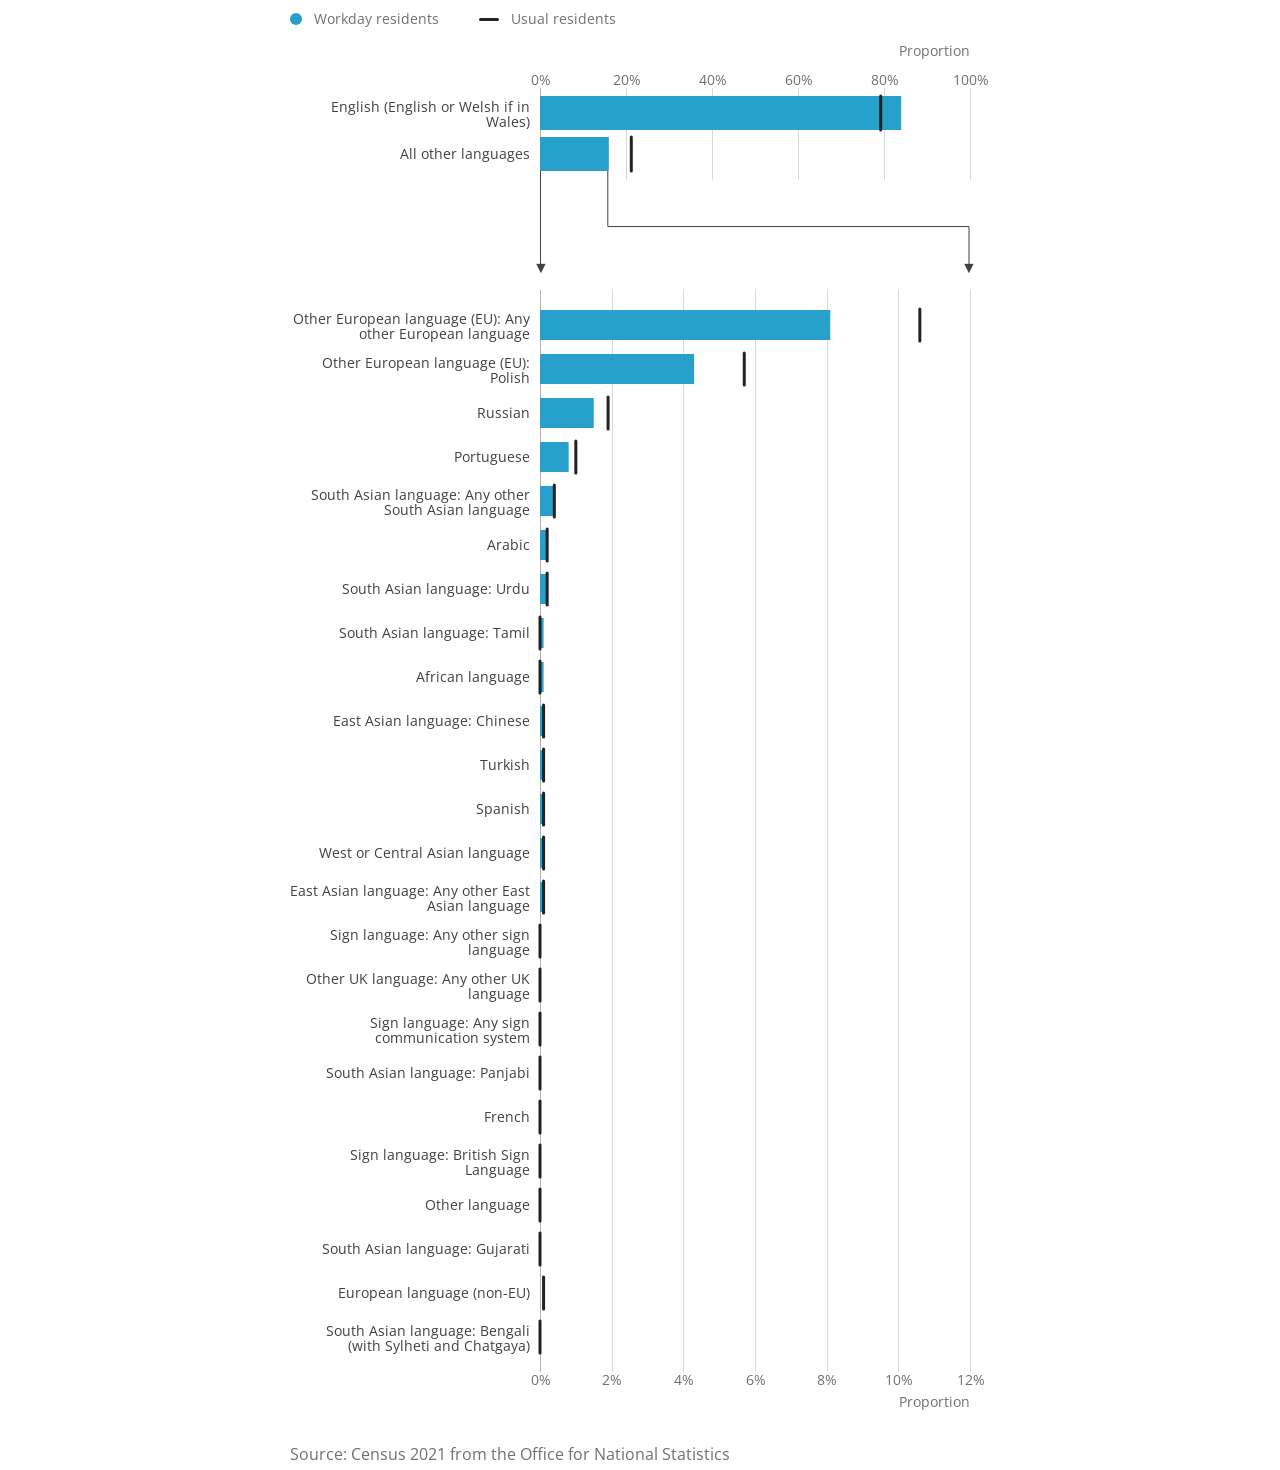 Workday residents
Usual residents
Proportion
0%
20%
40%
60%
80%
100%
English (English or Welsh if in
Wales)
All other languages
Other European language (EU): Any
other European language
Other European language (EU):
Polish
Russian
Portuguese
South Asian language: Any other
South Asian language
Arabic
South Asian language: Urdu
South Asian language: Tamil
African language
East Asian language: Chinese
Turkish
Spanish
West or Central Asian language
East Asian language: Any other East
Asian language
Sign language: Any other sign
language
Other UK language: Any other UK
language
Sign language: Any sign
communication system
South Asian language: Panjabi
French
Sign language: British Sign
Language
Other language
South Asian language: Gujarati
European language (non-EU)
South Asian language: Bengali
(with Sylheti and Chatgaya)
0%
2%
4%
6%
8%
10%
12%
Proportion
Source: Census 2021 from the Office for National Statistics